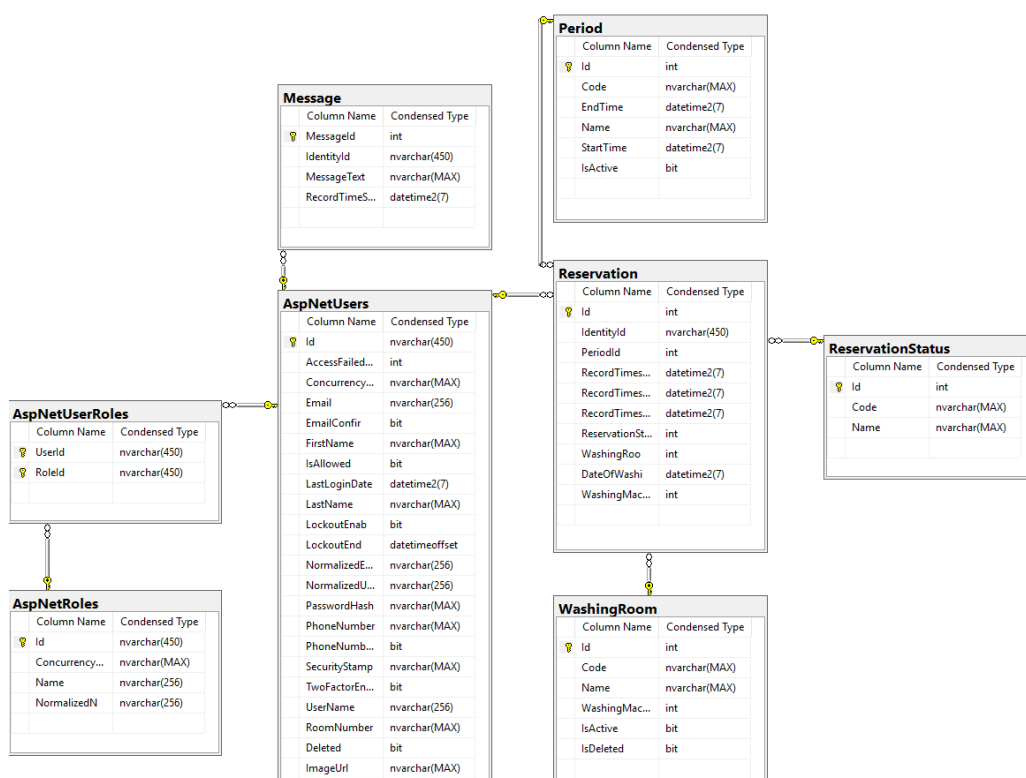 Period
Column Name Condensed Type
Id int
Code nvarchar(MAX)
EndTime datetime2(7)
Name nvarchar(MAX)
StartTime datetime2(7)
IsActive bit
Message
Column Name Condensed Type
MessageId int
IdentityId nvarchar(450)
MessageText nvarchar(MAX)
RecordTimeS... datetime2(7)
Reservation
Column Name Condensed Type
Id int
IdentityId nvarchar(450)
PeriodId int
RecordTimes... datetime2(7)
RecordTimes... datetime2(7)
RecordTimes... datetime2(7)
ReservationSt... int
WashingRoo int
DateOfWashi datetime2(7)
WashingMac... int
AspNetUsers
Column Name Condensed Type
Id nvarchar(450)
AccessFailed... int
Concurrency... nvarchar(MAX)
Email nvarchar(256)
EmailConfir bit
FirstName nvarchar(MAX)
IsAllowed bit
LastLoginDate datetime2(7)
LastName nvarchar(MAX)
LockoutEnab bit
LockoutEnd datetimeoffset
NormalizedE... nvarchar(256)
NormalizedU... nvarchar(256)
PasswordHash nvarchar(MAX)
PhoneNumber nvarchar(MAX)
PhoneNumb... bit
SecurityStamp nvarchar(MAX)
TwoFactorEn... bit
UserName nvarchar(256)
RoomNumber nvarchar(MAX)
Deleted bit
ImageUrl nvarchar(MAX)
ReservationStatus
Column Name Condensed Type
Id int
Code nvarchar(MAX)
Name nvarchar(MAX)
AspNetUserRoles
Column Name Condensed Type
UserId nvarchar(450)
RoleId nvarchar(450)
AspNetRoles
Column Name Condensed Type
Id nvarchar(450)
Concurrency... nvarchar(MAX)
Name nvarchar(256)
NormalizedN nvarchar(256)
WashingRoom
Column Name Condensed Type
Id int
Code nvarchar(MAX)
Name nvarchar(MAX)
WashingMac... int
IsActive bit
IsDeleted bit